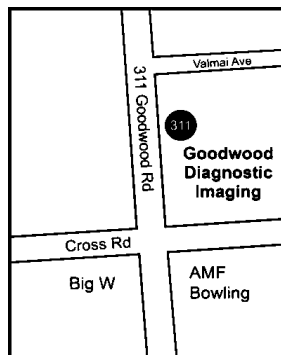 Valmai Ave
311 Goodwood Rd
311
Goodwood
Diagnostic
Imaging
Cross Rd
Big W
AMF
Bowling